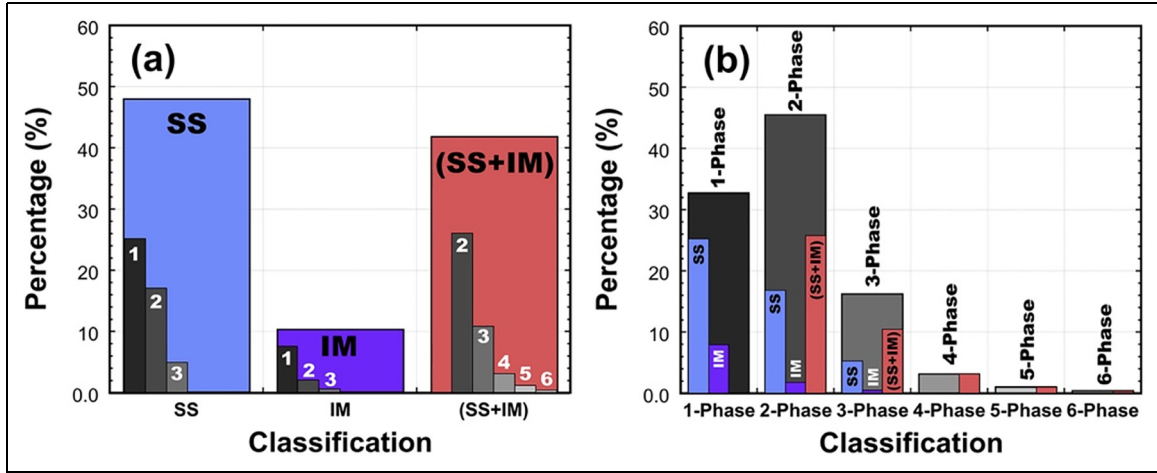 (a)
Percentage (%)
60
50
40
30
20
10
0.0
SS
1
2
3
IM
1
2
3
(SS+IM)
2
3
4
5
6
SS IM (SS+IM)
Classification
(b)
Percentage (%)
60
50
40
30
20
10
0.0
1-Phase
SS
IM
2-Phase
SS
IM
(SS+IM)
3-Phase
SS
IM
(SS+IM)
4-Phase
5-Phase
6-Phase
1-Phase 2-Phase 3-Phase 4-Phase 5-Phase 6-Phase
Classification